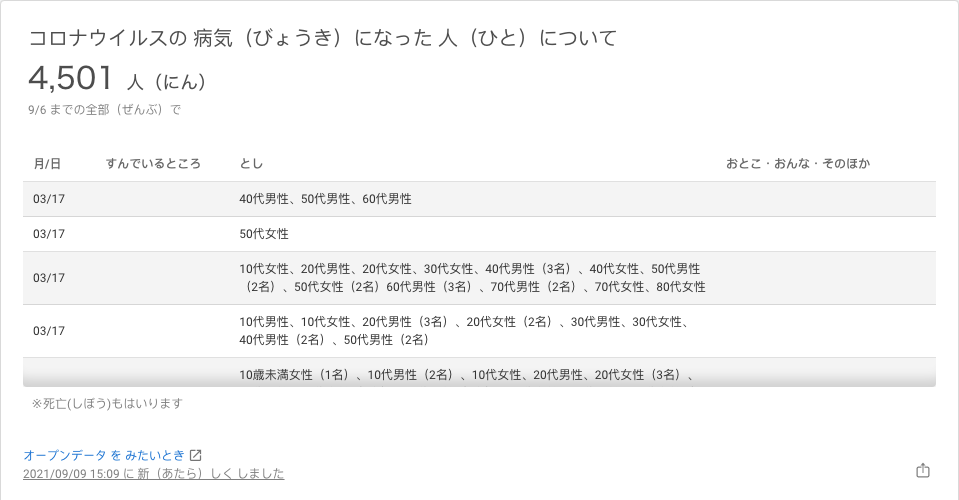 コロナウイルスの 病気（びょうき）になった 人（ひと）について
4,501 人（にん）
9/6 までの全部（ぜんぶ）で
月/日 すんでいるところ とし おとこ・おんな・そのほか
03/17 40代男性、50代男性、60代男性
03/17 50代女性
10代女性、20代男性、20代女性、30代女性、40代男性（3名）、40代女性、50代男性
03/17
（2名）、50代女性（2名）60代男性（3名）、70代男性（2名）、70代女性、80代女性
10代男性、10代女性、20代男性（3名）、20代女性（2名）、30代男性、30代女性、
03/17
40代男性（2名）、50代男性（2名）
10歳未満女性（1名）、10代男性（2名）、10代女性、20代男性、20代女性（3名）、
※死亡(しぼう)もはいります
オープンデータ を みたいとき
2021/09/09 15:09 に 新（あたら）しく しました